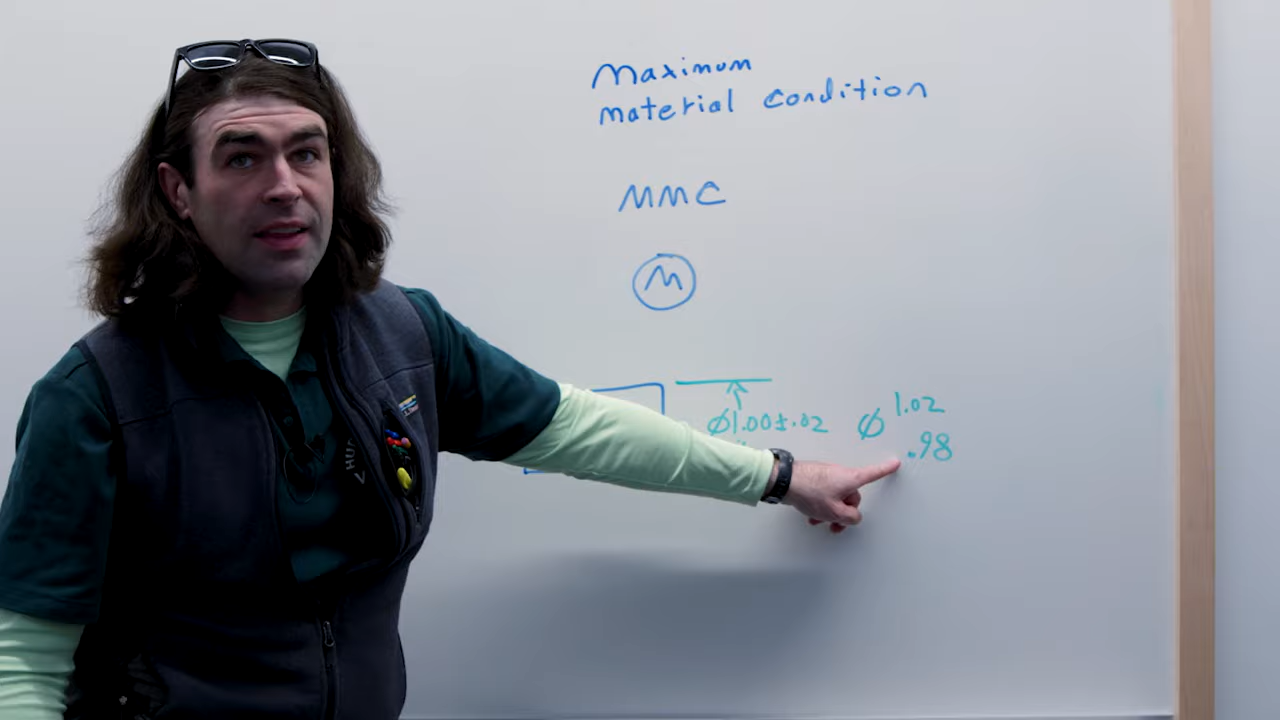 Maximum
material condition
MMC
M
Ø1.00±.02
Ø 1.02
.98